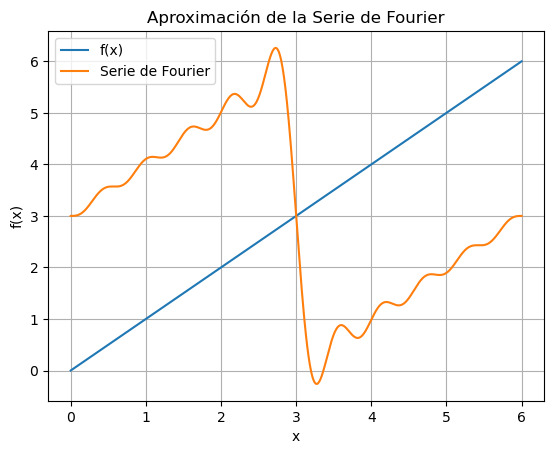 Aproximación de la Serie de Fourier
f(x)
Serie de Fourier
6
5
4
3
2
1
0
f(x)
0 1 2 3 4 5 6
x